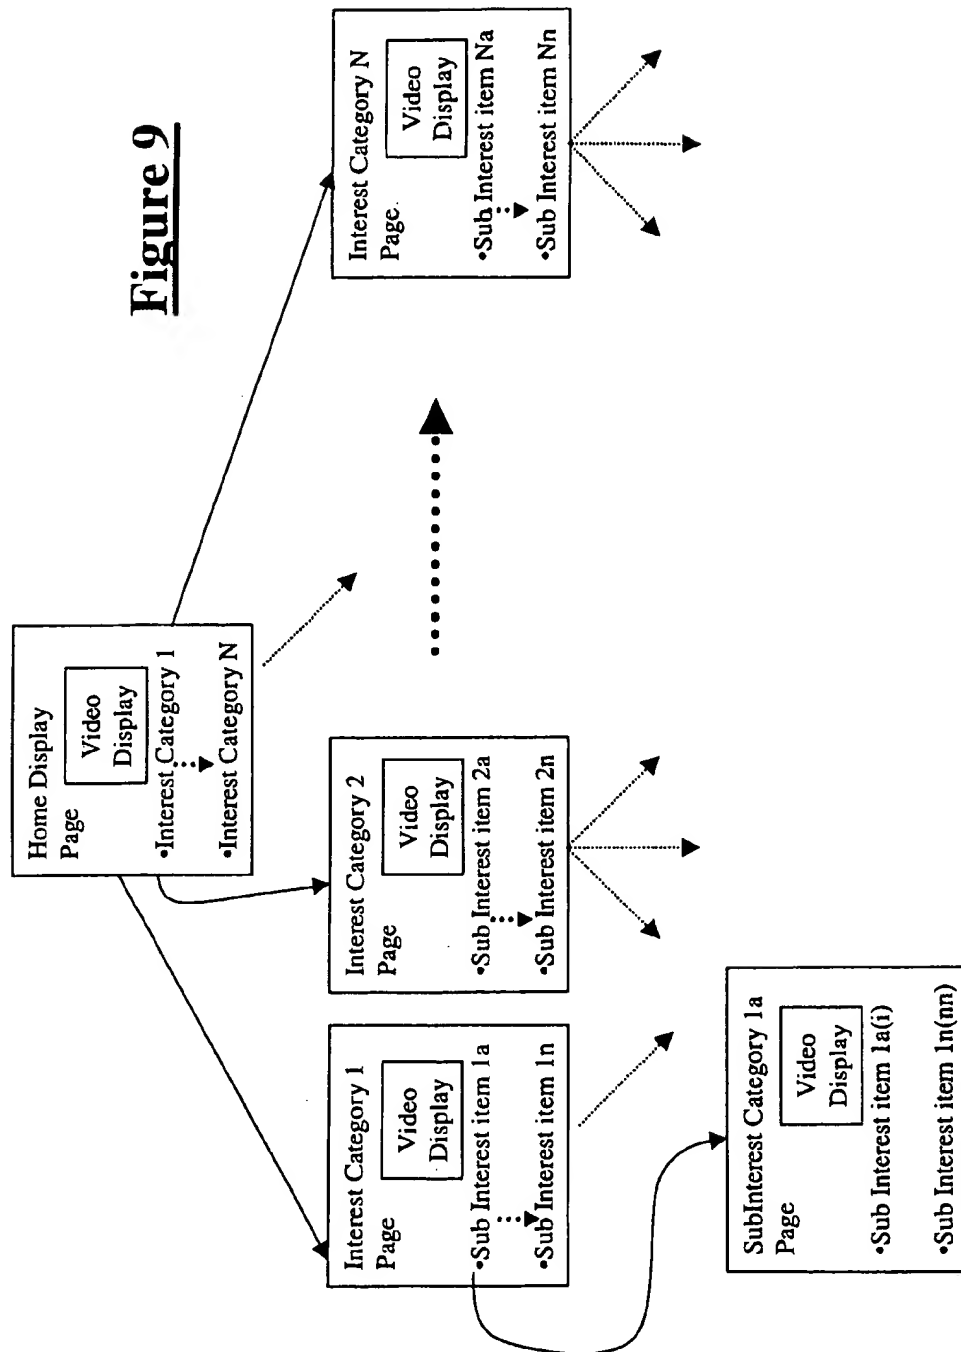 Figure 9
Home Display
Page
Video
Display
•Interest Category 1
•Interest Category N
Interest Category 1
Page
Video
Display
•Sub Interest item 1a
•Sub Interest item 1n
Interest Category 2
Page
Video
Display
•Sub Interest item 2a
•Sub Interest item 2n
Interest Category N
Page
Video
Display
•Sub Interest item Na
•Sub Interest item Nn
SubInterest Category 1a
Page
Video
Display
•Sub Interest item 1a(i)
•Sub Interest item 1n(nn)